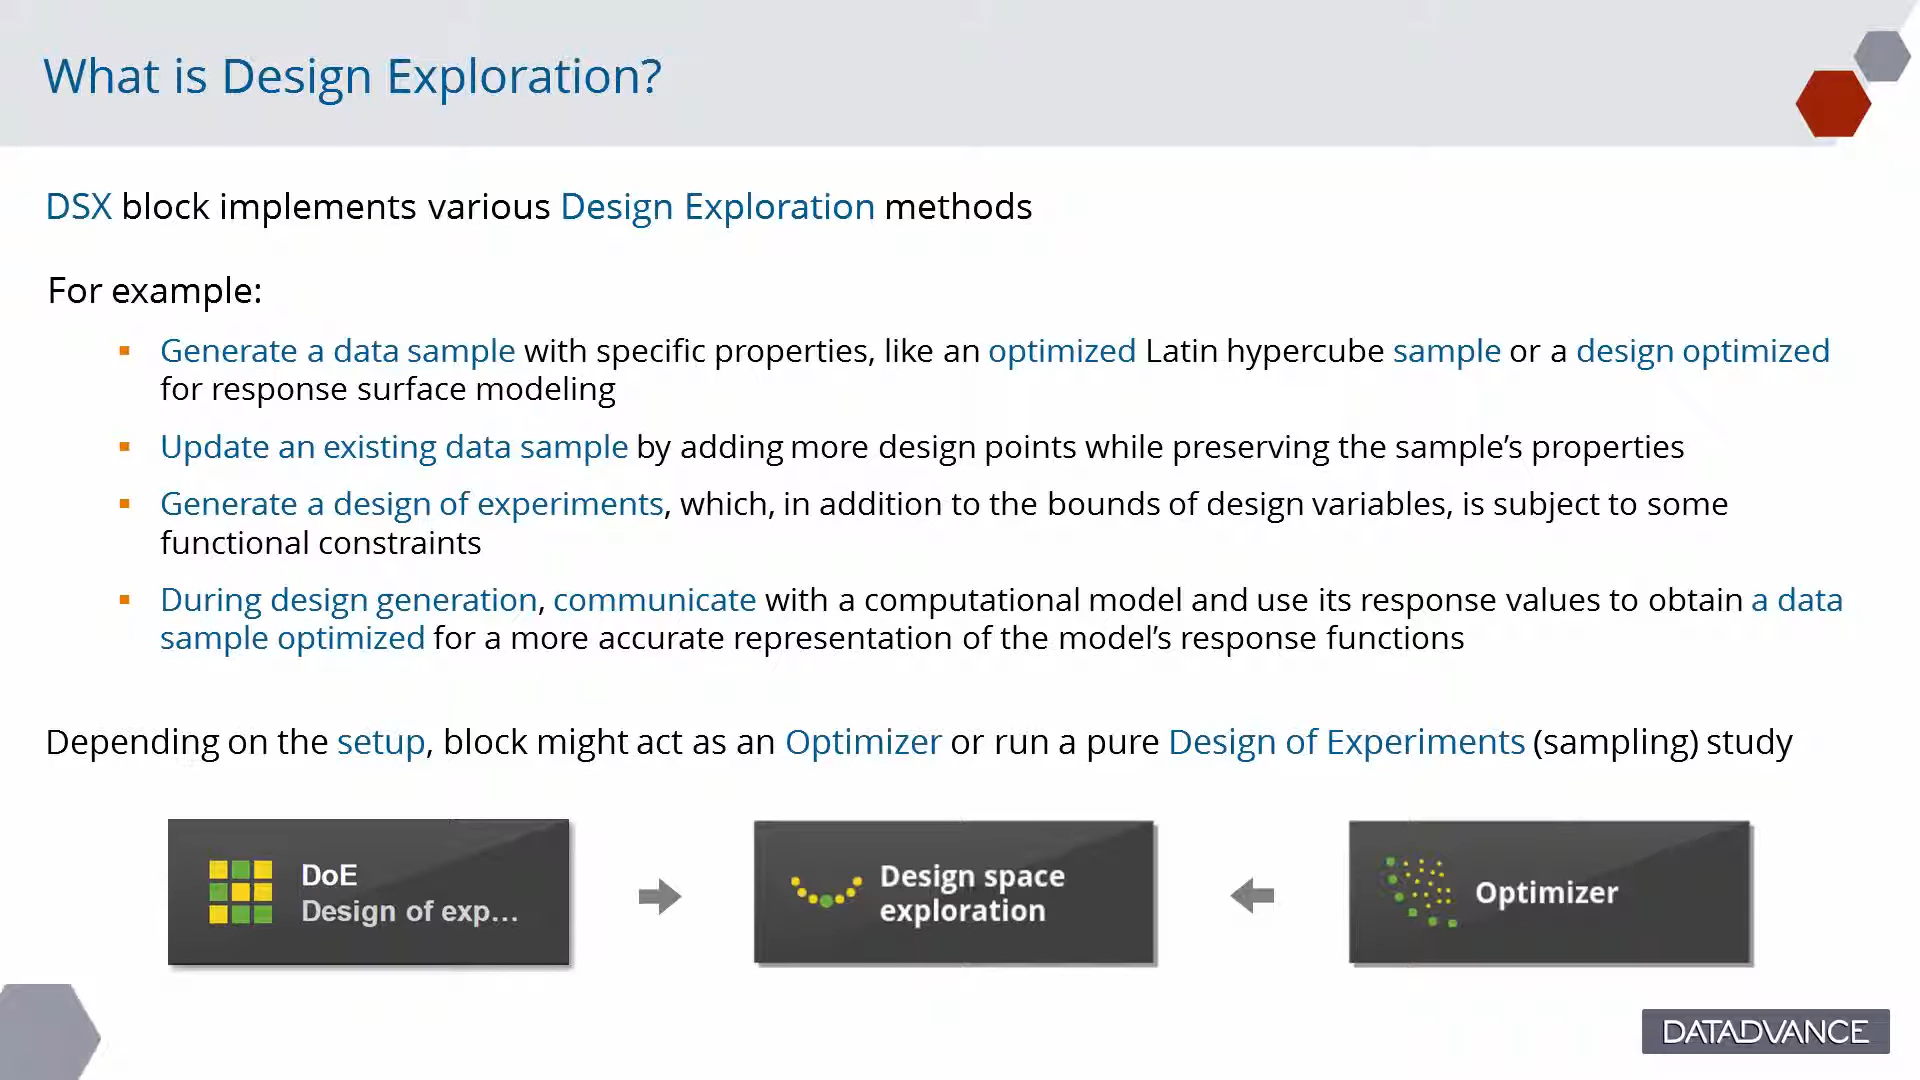 What is Design Exploration?
DSX block implements various Design Exploration methods
For example:
Generate a data sample with specific properties, like an optimized Latin hypercube sample or a design optimized
for response surface modeling
Update an existing data sample by adding more design points while preserving the sample’s properties
Generate a design of experiments, which, in addition to the bounds of design variables, is subject to some
functional constraints
During design generation, communicate with a computational model and use its response values to obtain a data
sample optimized for a more accurate representation of the model’s response functions
Depending on the setup, block might act as an Optimizer or run a pure Design of Experiments (sampling) study
DoE
Design of exp...
Design space
exploration
Optimizer
DATADVANCE